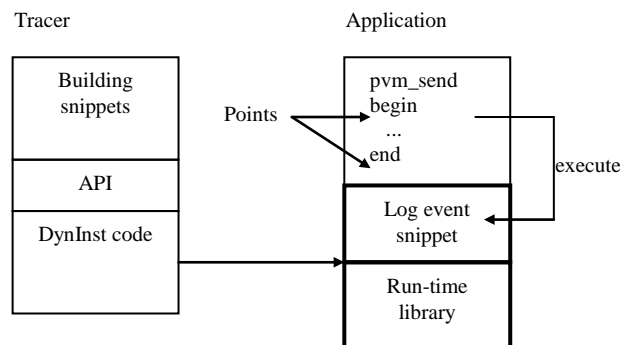 Tracer
Application
Building
snippets
API
DynInst code
Points
pvm_send
begin
...
end
execute
Log event
snippet
Run-time
library